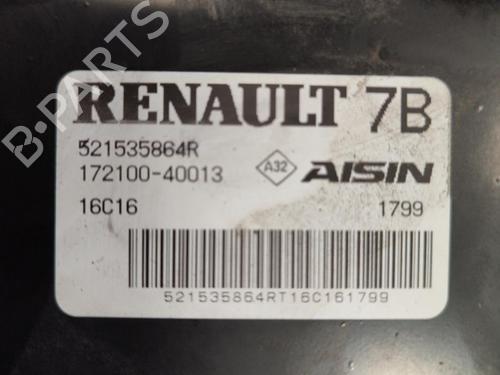 RENAULT 7B
521535864R
172100-40013 A32 AISIN
16C16 1799
521535864RT16C161799
B-PARTS